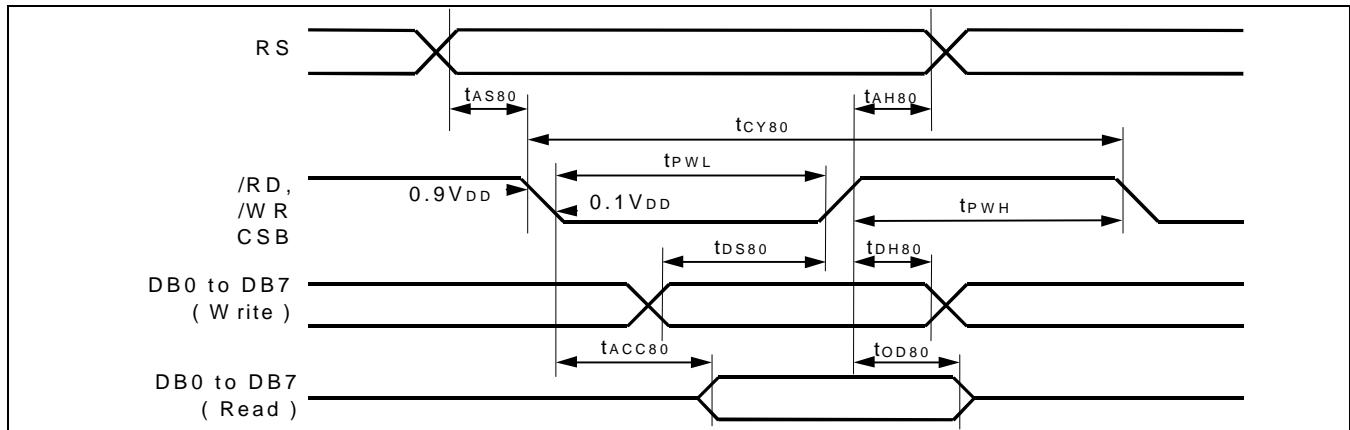 RS
tAS80
tAH80
tCY80
tPWL
/RD,
/WR
CSB
0.9VDD
0.1VDD
tPWH
tDS80
tDH80
DB0 to DB7
( Write )
tACC80
tOD80
DB0 to DB7
( Read )